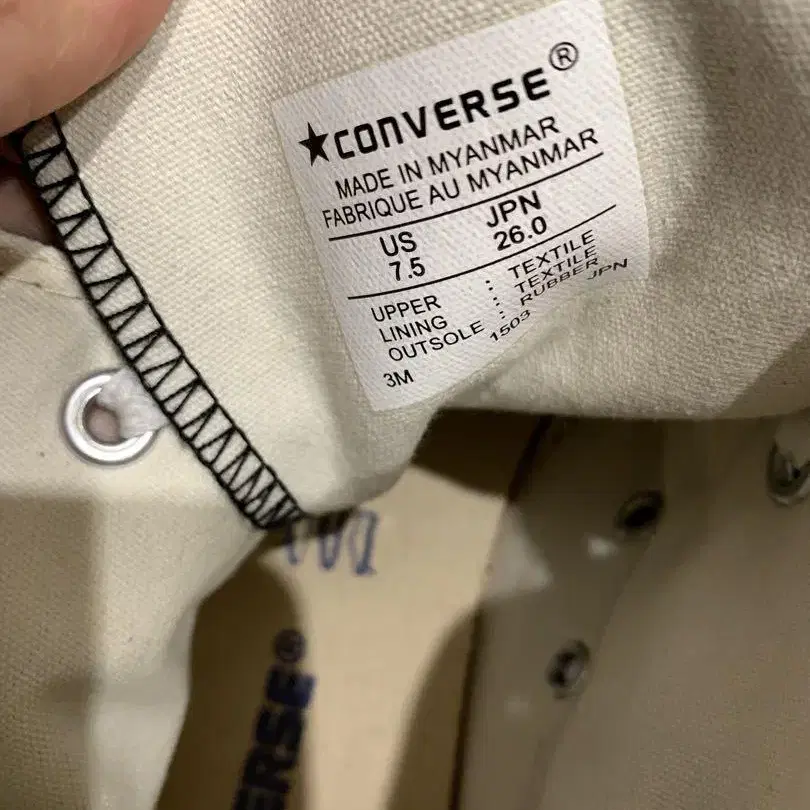 ★CONVERSE®
MADE IN MYANMAR
FABRIQUE AU MYANMAR
US JPN
7.5 26.0
UPPER : TEXTILE
LINING : TEXTILE
OUTSOLE : RUBBER
1503 JPN
3M
ERSE®